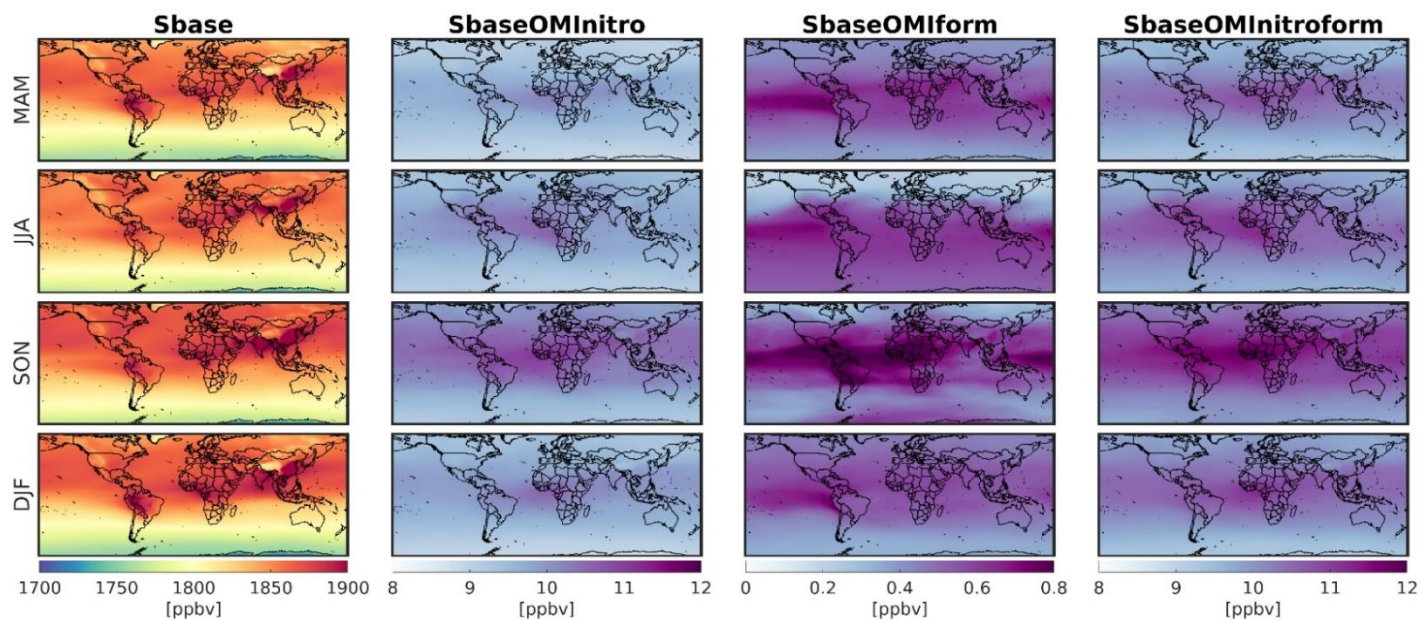 Sbase SbaseOMInitro SbaseOMIform SbaseOMInitroform
MAM
JJA
SON
DJF
1700 1750 1800 1850 1900 8 9 10 11 12 0 0.2 0.4 0.6 0.8 8 9 10 11 12
[ppbv] [ppbv] [ppbv] [ppbv]